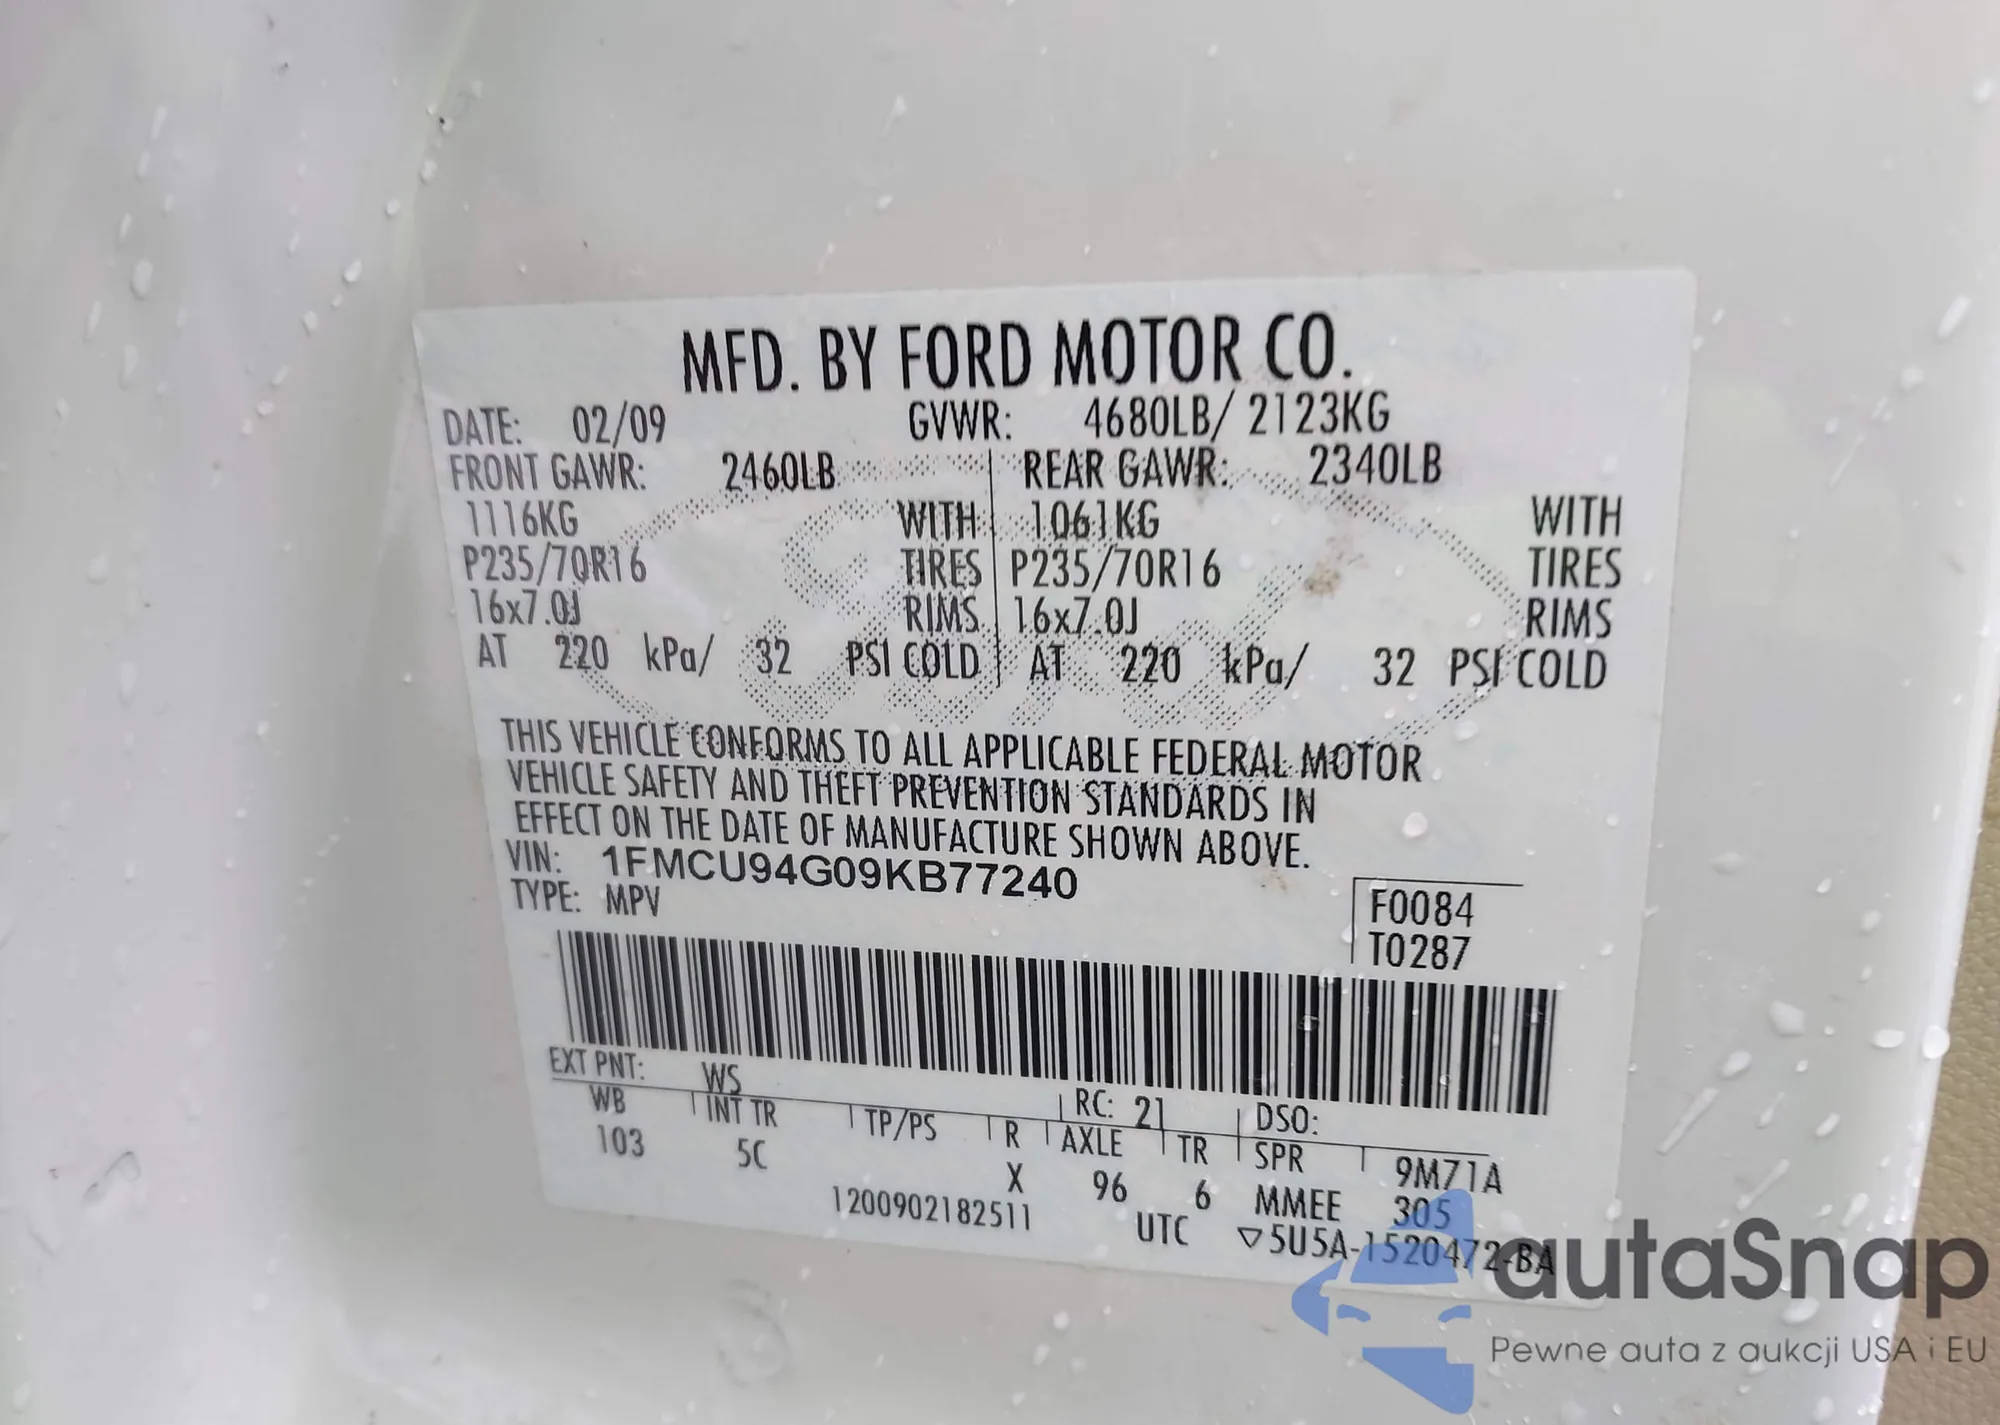 MFD. BY FORD MOTOR CO.
DATE: 02/09 GVWR: 4680LB/ 2123KG
FRONT GAWR: 2460LB REAR GAWR: 2340LB
1116KG WITH 1061KG WITH
P235/70R16 TIRES P235/70R16 TIRES
16x7.0J RIMS 16x7.0J RIMS
AT 220 kPa/ 32 PSI COLD AT 220 kPa/ 32 PSI COLD
THIS VEHICLE CONFORMS TO ALL APPLICABLE FEDERAL MOTOR
VEHICLE SAFETY AND THEFT PREVENTION STANDARDS IN
EFFECT ON THE DATE OF MANUFACTURE SHOWN ABOVE.
VIN: 1FMCU94G09KB77240
TYPE: MPV
F0084
T0287
EXT PNT: WS RC: 21 DSO:
WB INT TR TP/PS R AXLE TR SPR 9M71A
103 5C X 96 6 MMEE 305
1200902182511 UTC ▽5U5A-1520472-BA
Ford
autaSnap
Pewne auta z aukcji USA i EU